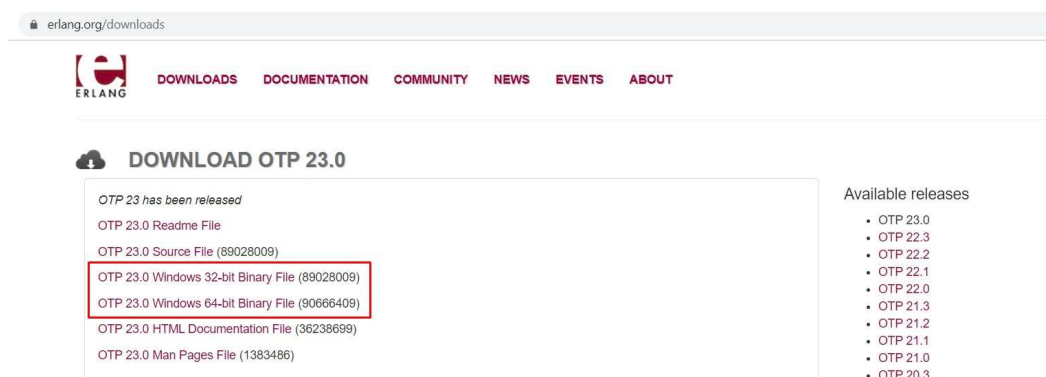 erlang.org/downloads
ERLANG
DOWNLOADS DOCUMENTATION COMMUNITY NEWS EVENTS ABOUT
DOWNLOAD OTP 23.0
OTP 23 has been released
OTP 23.0 Readme File
OTP 23.0 Source File (89028009)
OTP 23.0 Windows 32-bit Binary File (89028009)
OTP 23.0 Windows 64-bit Binary File (90666409)
OTP 23.0 HTML Documentation File (36238699)
OTP 23.0 Man Pages File (1383486)
Available releases
• OTP 23.0
• OTP 22.3
• OTP 22.2
• OTP 22.1
• OTP 22.0
• OTP 21.3
• OTP 21.2
• OTP 21.1
• OTP 21.0
• OTP 20.3